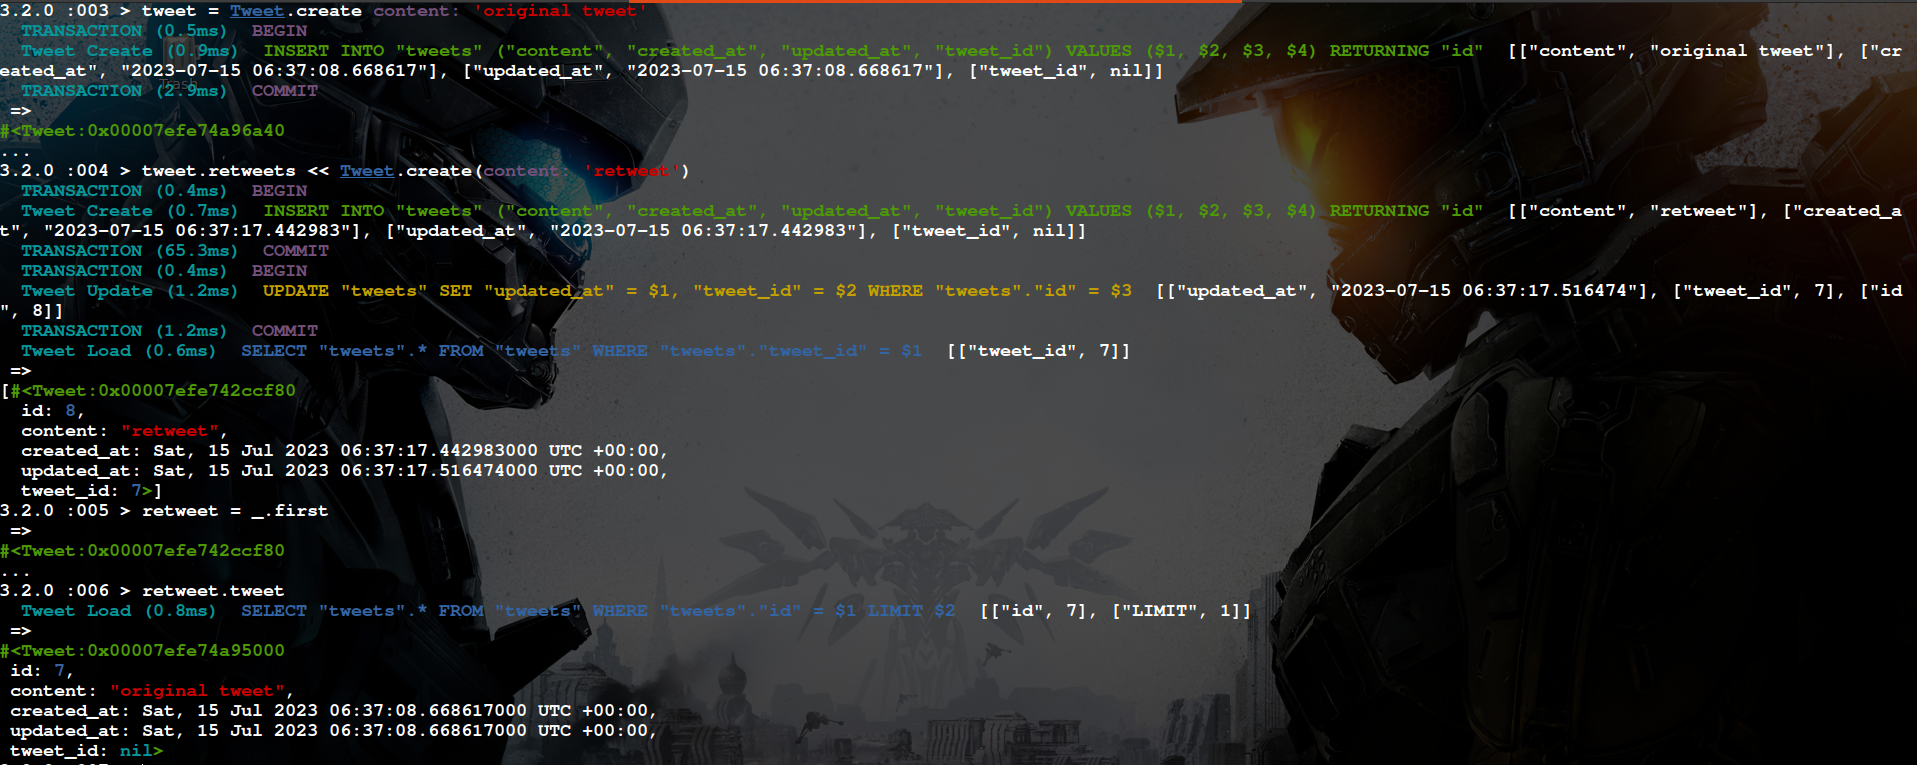 3.2.0 :003 > tweet = Tweet.create content: 'original tweet'
  TRANSACTION (0.5ms)  BEGIN
  Tweet Create (0.9ms)  INSERT INTO "tweets" ("content", "created_at", "updated_at", "tweet_id") VALUES ($1, $2, $3, $4) RETURNING "id"  [["content", "original tweet"], ["cr
eated_at", "2023-07-15 06:37:08.668617"], ["updated_at", "2023-07-15 06:37:08.668617"], ["tweet_id", nil]]
Trash
  TRANSACTION (2.9ms)  COMMIT
 =>
#<Tweet:0x00007efe74a96a40
...
3.2.0 :004 > tweet.retweets << Tweet.create(content: 'retweet')
  TRANSACTION (0.4ms)  BEGIN
  Tweet Create (0.7ms)  INSERT INTO "tweets" ("content", "created_at", "updated_at", "tweet_id") VALUES ($1, $2, $3, $4) RETURNING "id"  [["content", "retweet"], ["created_a
t", "2023-07-15 06:37:17.442983"], ["updated_at", "2023-07-15 06:37:17.442983"], ["tweet_id", nil]]
  TRANSACTION (65.3ms)  COMMIT
  TRANSACTION (0.4ms)  BEGIN
  Tweet Update (1.2ms)  UPDATE "tweets" SET "updated_at" = $1, "tweet_id" = $2 WHERE "tweets"."id" = $3  [["updated_at", "2023-07-15 06:37:17.516474"], ["tweet_id", 7], ["id
", 8]]
  TRANSACTION (1.2ms)  COMMIT
  Tweet Load (0.6ms)  SELECT "tweets".* FROM "tweets" WHERE "tweets"."tweet_id" = $1  [["tweet_id", 7]]
 =>
[#<Tweet:0x00007efe742ccf80
  id: 8,
  content: "retweet",
  created_at: Sat, 15 Jul 2023 06:37:17.442983000 UTC +00:00,
  updated_at: Sat, 15 Jul 2023 06:37:17.516474000 UTC +00:00,
  tweet_id: 7>]
3.2.0 :005 > retweet = _.first
 =>
#<Tweet:0x00007efe742ccf80
...
3.2.0 :006 > retweet.tweet
  Tweet Load (0.8ms)  SELECT "tweets".* FROM "tweets" WHERE "tweets"."id" = $1 LIMIT $2  [["id", 7], ["LIMIT", 1]]
 =>
#<Tweet:0x00007efe74a95000
 id: 7,
 content: "original tweet",
 created_at: Sat, 15 Jul 2023 06:37:08.668617000 UTC +00:00,
 updated_at: Sat, 15 Jul 2023 06:37:08.668617000 UTC +00:00,
 tweet_id: nil>